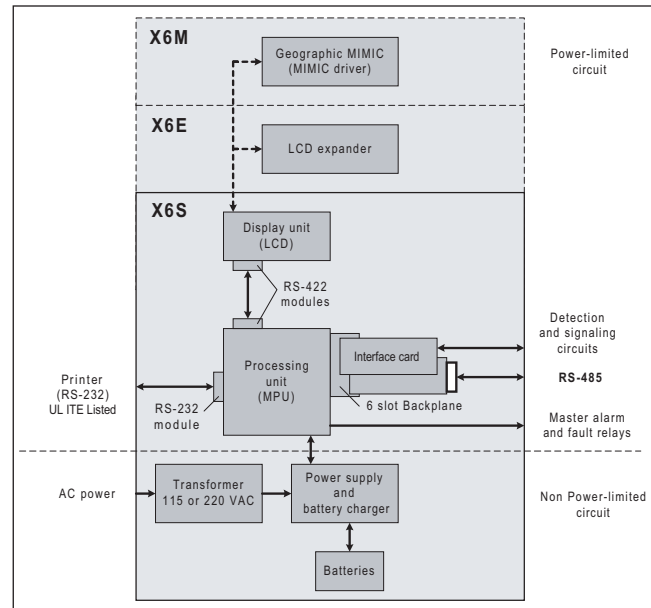 X6M
Geographic MIMIC
(MIMIC driver)
Power-limited
circuit
X6E
LCD expander
X6S
Display unit
(LCD)
RS-422
modules
Detection
and signaling
circuits
Interface card
Processing
unit
(MPU)
RS-485
Printer
(RS-232)
UL ITE Listed
RS-232
module
6 slot Backplane
Master alarm
and fault relays
AC power
Transformer
115 or 220 VAC
Power supply
and
battery charger
Non Power-limited
circuit
Batteries